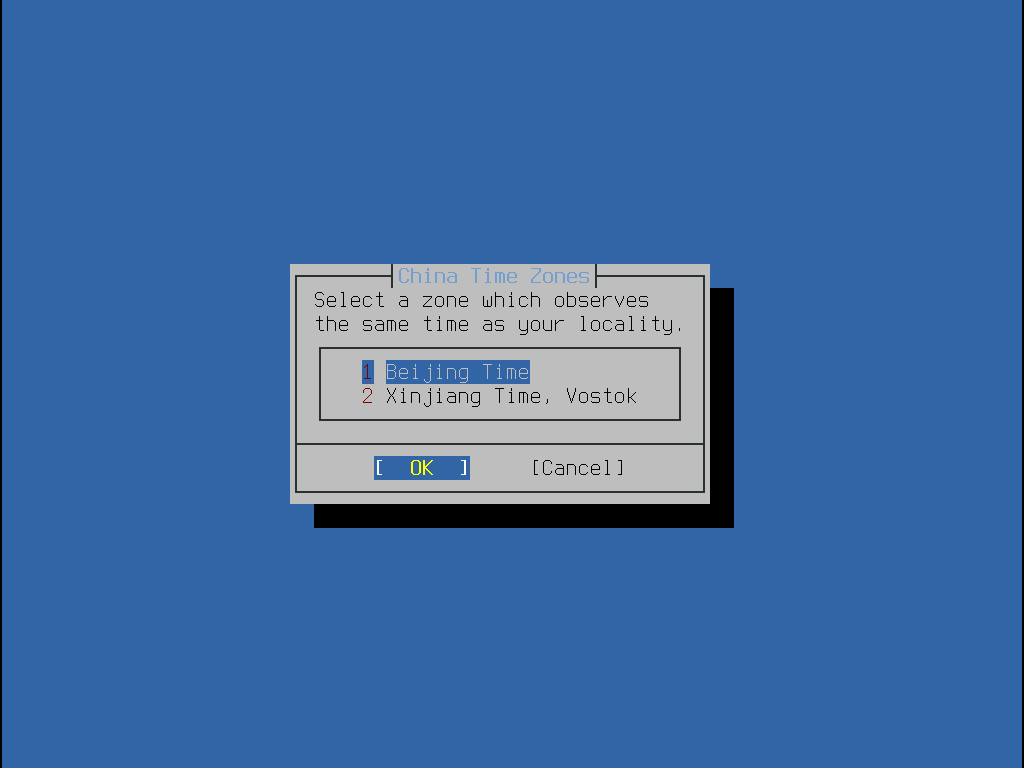 China Time Zones
Select a zone which observes
the same time as your locality.
1 Beijing Time
2 Xinjiang Time, Vostok
[  OK  ]     [Cancel]